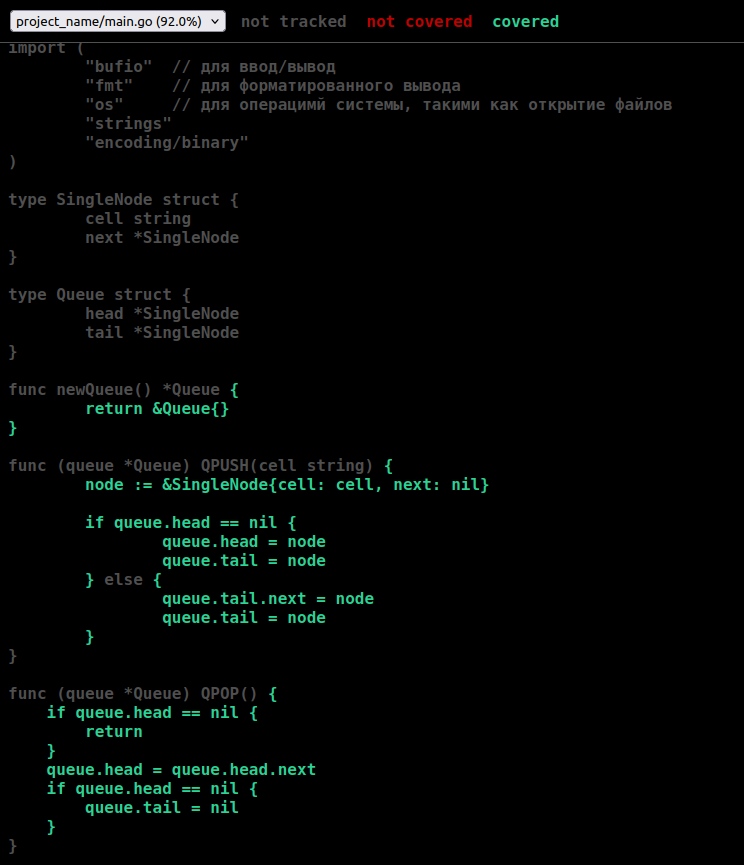 project_name/main.go (92.0%) not tracked not covered covered
import (
        "bufio"  // для ввод/вывод
        "fmt"    // для форматированного вывода
        "os"     // для операцимй системы, такими как открытие файлов
        "strings"
        "encoding/binary"
)
type SingleNode struct {
        cell string
        next *SingleNode
}
type Queue struct {
        head *SingleNode
        tail *SingleNode
}
func newQueue() *Queue {
        return &Queue{}
}
func (queue *Queue) QPUSH(cell string) {
        node := &SingleNode{cell: cell, next: nil}
        if queue.head == nil {
                queue.head = node
                queue.tail = node
        } else {
                queue.tail.next = node
                queue.tail = node
        }
}
func (queue *Queue) QPOP() {
    if queue.head == nil {
        return
    }
    queue.head = queue.head.next
    if queue.head == nil {
        queue.tail = nil
    }
}